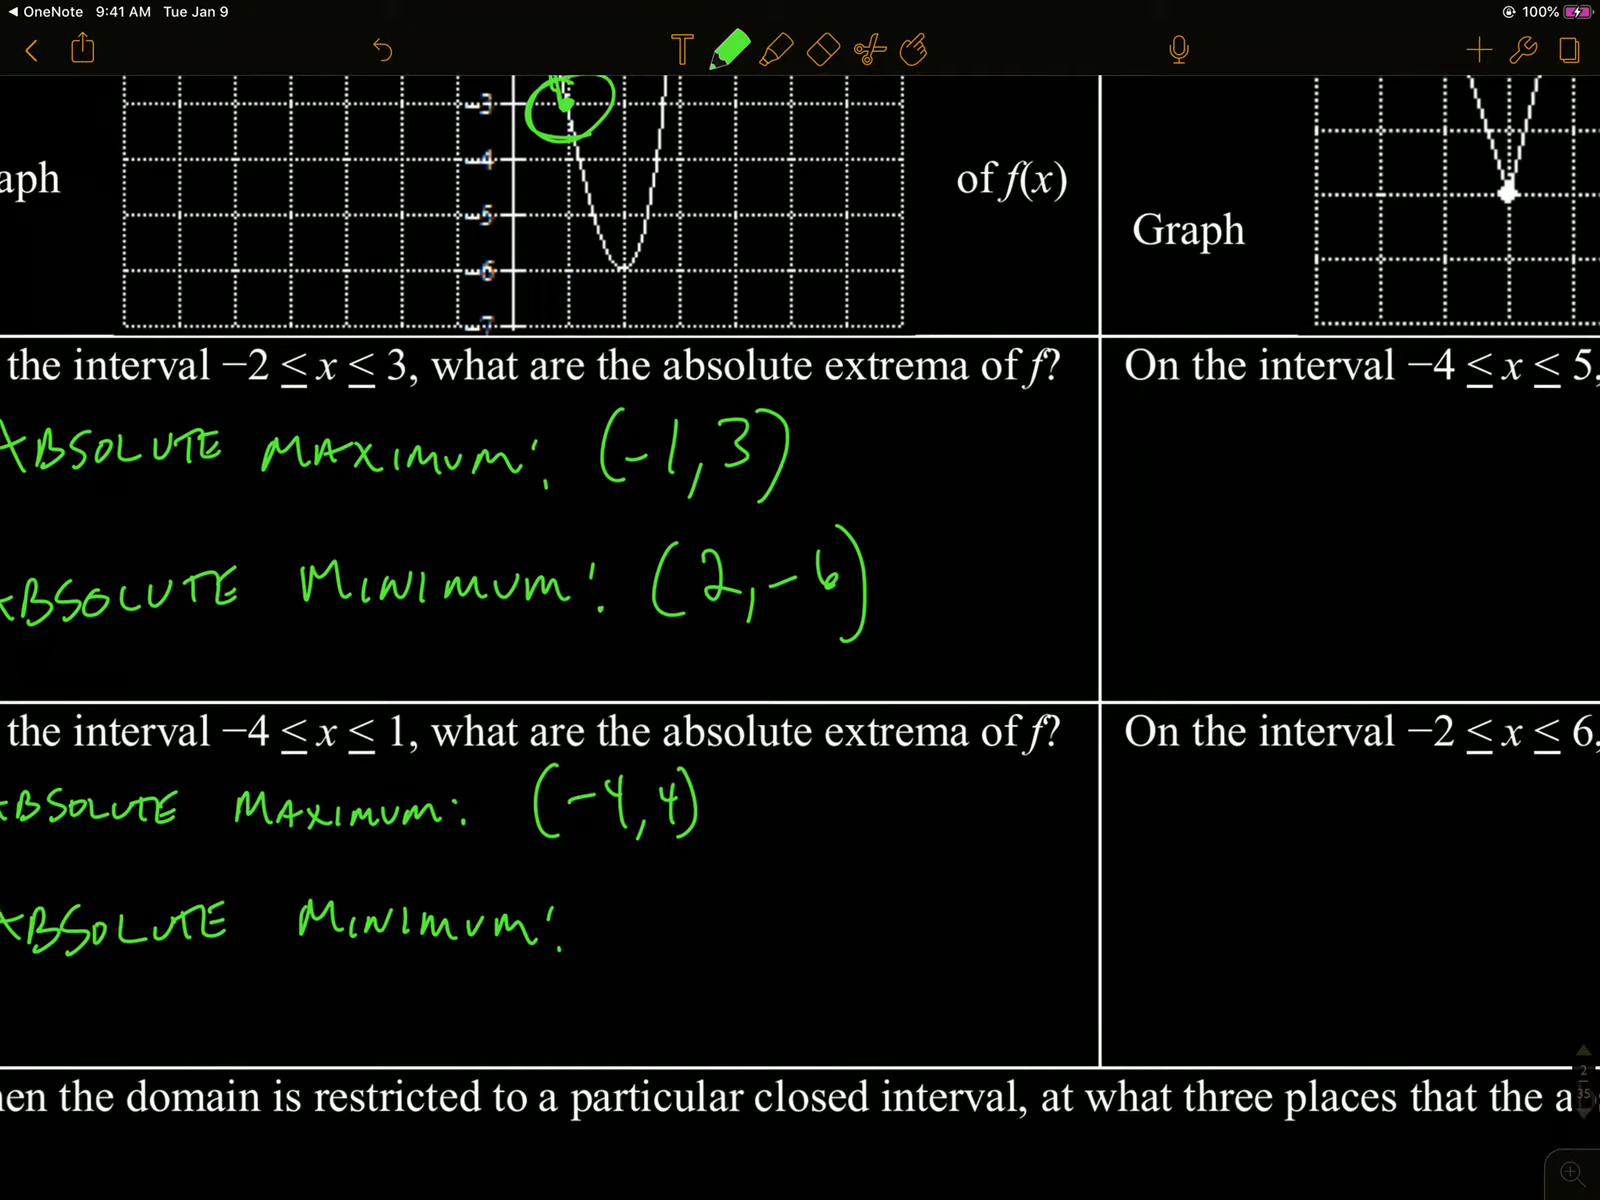 OneNote 9:41 AM Tue Jan 9 100%
T
-3
-4
-5
-6
-7
aph
of f(x)
Graph
the interval −2 ≤ x ≤ 3, what are the absolute extrema of f?
ABSOLUTE MAXIMUM: (-1, 3)
ABSOLUTE MINIMUM: (2, -6)
On the interval −4 ≤ x ≤ 5,
the interval −4 ≤ x ≤ 1, what are the absolute extrema of f?
ABSOLUTE MAXIMUM: (-4, 4)
ABSOLUTE MINIMUM:
On the interval −2 ≤ x ≤ 6,
en the domain is restricted to a particular closed interval, at what three places that the a
2
35